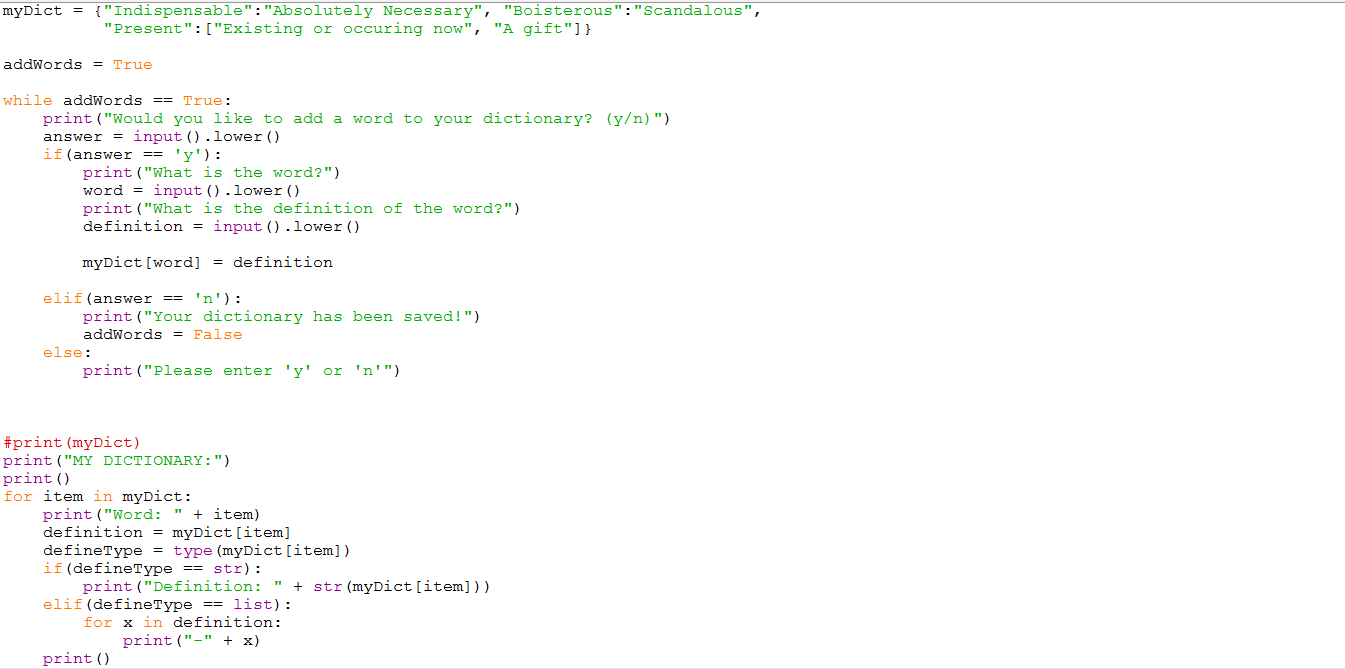 myDict = {"Indispensable":"Absolutely Necessary", "Boisterous":"Scandalous",
          "Present":["Existing or occuring now", "A gift"]}

addWords = True

while addWords == True:
    print("Would you like to add a word to your dictionary? (y/n)")
    answer = input().lower()
    if(answer == 'y'):
        print("What is the word?")
        word = input().lower()
        print("What is the definition of the word?")
        definition = input().lower()

        myDict[word] = definition

    elif(answer == 'n'):
        print("Your dictionary has been saved!")
        addWords = False
    else:
        print("Please enter 'y' or 'n'")

#print(myDict)
print("MY DICTIONARY:")
print()
for item in myDict:
    print("Word: " + item)
    definition = myDict[item]
    defineType = type(myDict[item])
    if(defineType == str):
        print("Definition: " + str(myDict[item]))
    elif(defineType == list):
        for x in definition:
            print("-" + x)
    print()